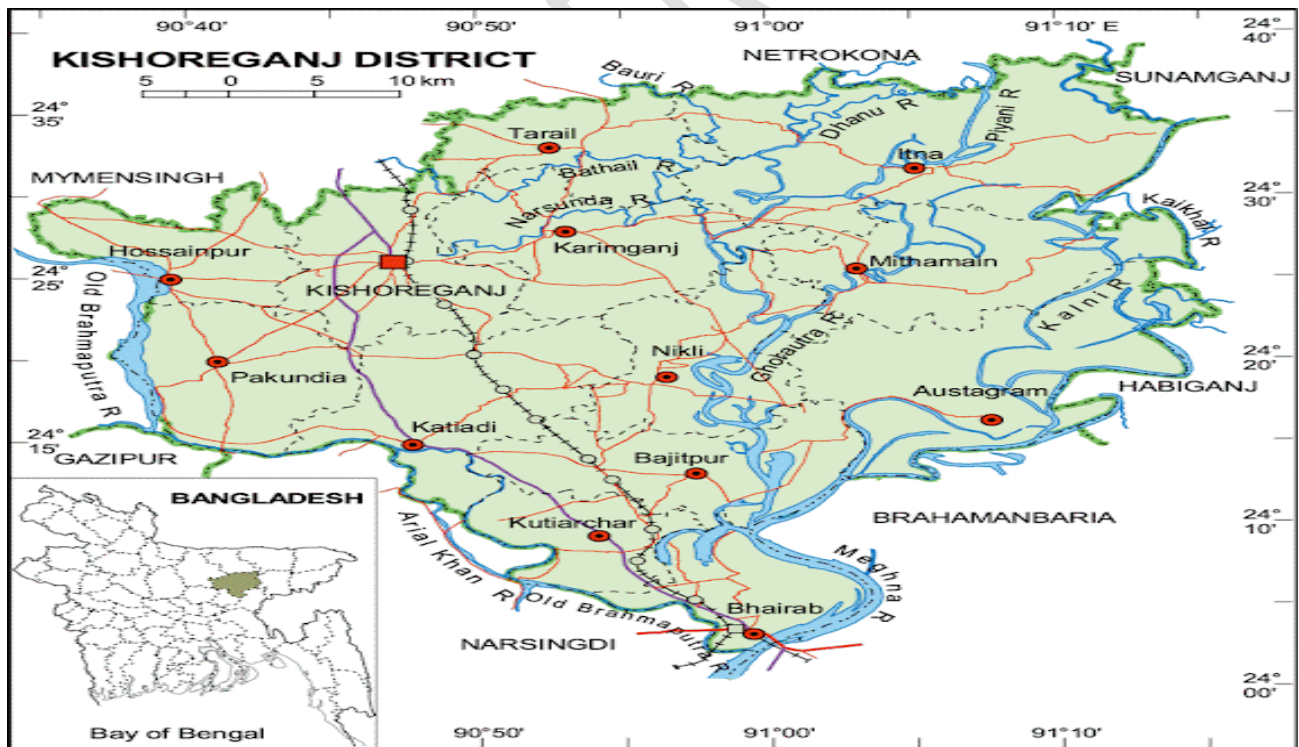 90°40'
90°50'
91°00'
91°10' E
24°
40'
KISHOREGANJ DISTRICT
5 0 5 10 km
NETROKONA
SUNAMGANJ
Bauri R
Dhanu R
Piyani R
24°
35'
Tarail
Itna
Bathail R.
MYMENSINGH
24°
30'
Narsunda R
Kalkhal R
Karimganj
Hossainpur
Mithamain
24°
25'
KISHOREGANJ
Old Brahmaputra R
Kalni R
Ghorautra R
Nikli
24°
20'
Pakundia
HABIGANJ
Austagram
Katiadi
24°
15'
GAZIPUR
Bajitpur
BANGLADESH
24°
10'
BRAHAMANBARIA
Kutiarchar
Arial Khan R
Meghna R
Old Brahmaputra R
Bhairab
NARSINGDI
24°
00'
Bay of Bengal
90°50'
91°00'
91°10'